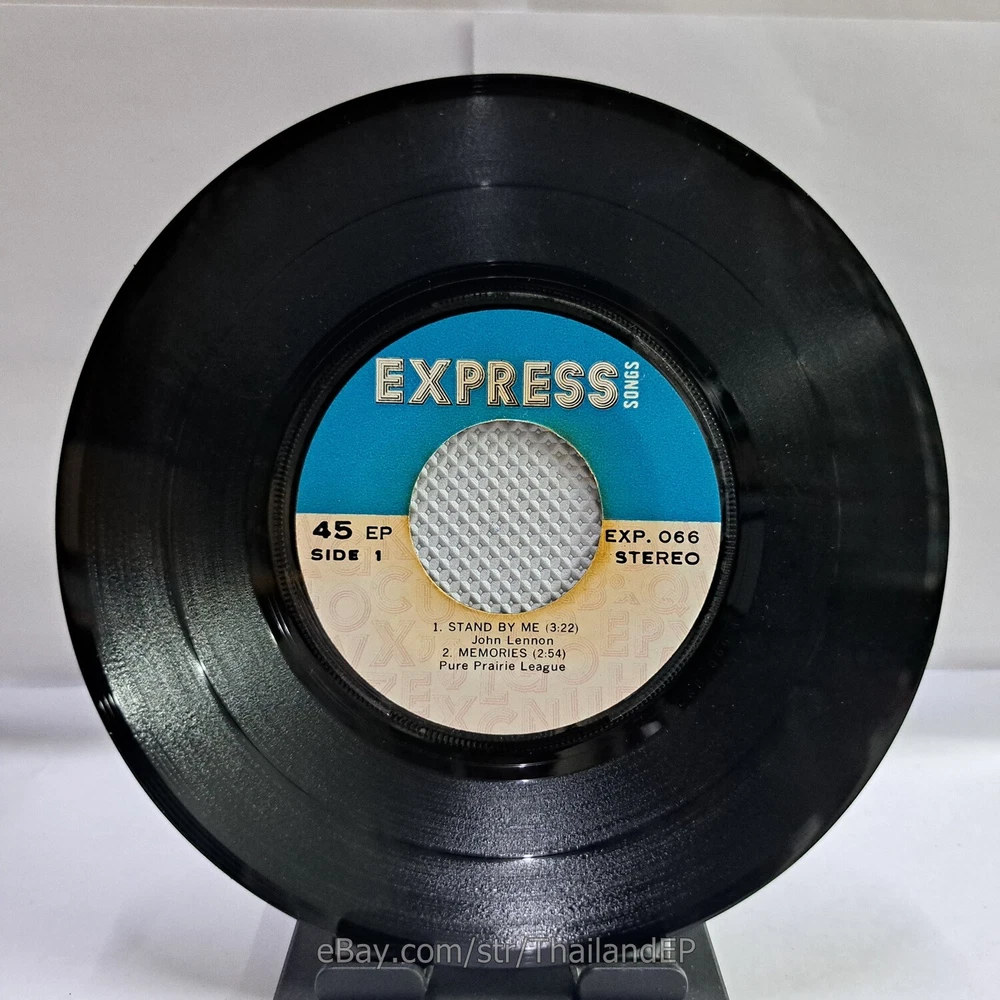 EXPRESS SONGS
45 EP
SIDE 1
EXP. 066
STEREO
1. STAND BY ME (3:22)
John Lennon
2. MEMORIES (2:54)
Pure Prairie League
eBay.com/str/ThailandEP